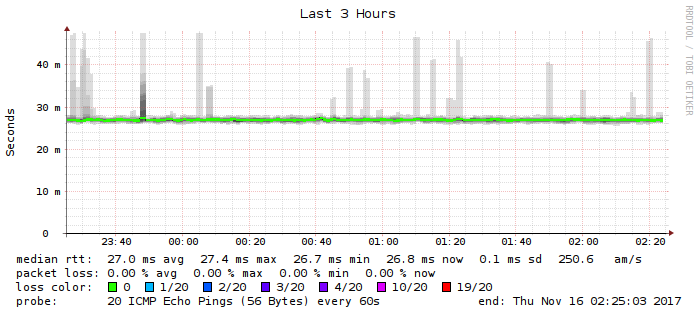 Last 3 Hours
RRDTOOL / TOBI OETIKER
Seconds
40 m
30 m
20 m
10 m
0
23:40 00:00 00:20 00:40 01:00 01:20 01:40 02:00 02:20
median rtt: 27.0 ms avg 27.4 ms max 26.7 ms min 26.8 ms now 0.1 ms sd 250.6 am/s
packet loss: 0.00 % avg 0.00 % max 0.00 % min 0.00 % now
loss color: 0 1/20 2/20 3/20 4/20 10/20 19/20
probe: 20 ICMP Echo Pings (56 Bytes) every 60s end: Thu Nov 16 02:25:03 2017